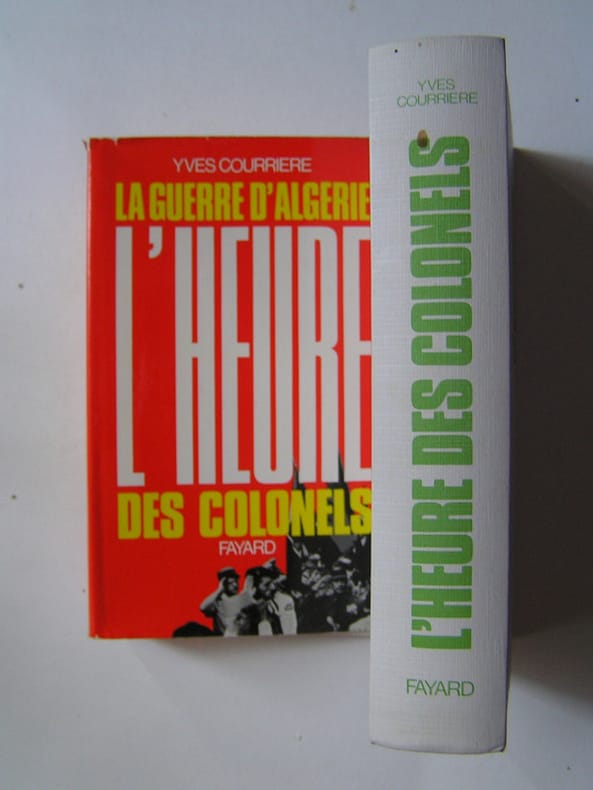 YVES COURRIERE
LA GUERRE D'ALGERIE
L'HEURE
DES COLONELS
FAYARD
YVES
COURRIERE
L'HEURE DES COLONELS
FAYARD